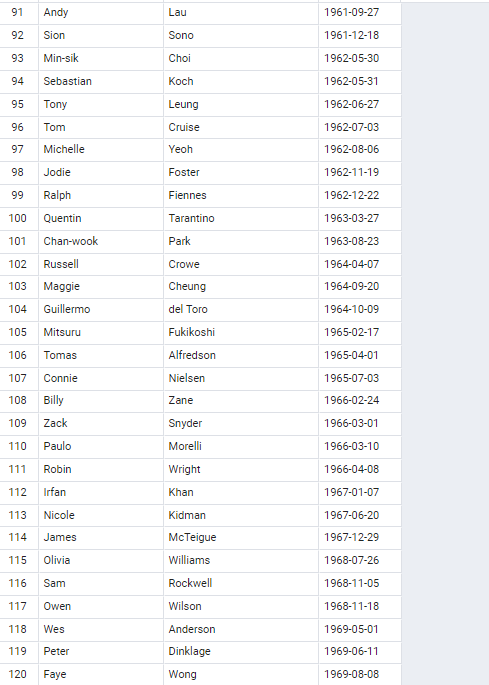 91 Andy Lau 1961-09-27
92 Sion Sono 1961-12-18
93 Min-sik Choi 1962-05-30
94 Sebastian Koch 1962-05-31
95 Tony Leung 1962-06-27
96 Tom Cruise 1962-07-03
97 Michelle Yeoh 1962-08-06
98 Jodie Foster 1962-11-19
99 Ralph Fiennes 1962-12-22
100 Quentin Tarantino 1963-03-27
101 Chan-wook Park 1963-08-23
102 Russell Crowe 1964-04-07
103 Maggie Cheung 1964-09-20
104 Guillermo del Toro 1964-10-09
105 Mitsuru Fukikoshi 1965-02-17
106 Tomas Alfredson 1965-04-01
107 Connie Nielsen 1965-07-03
108 Billy Zane 1966-02-24
109 Zack Snyder 1966-03-01
110 Paulo Morelli 1966-03-10
111 Robin Wright 1966-04-08
112 Irfan Khan 1967-01-07
113 Nicole Kidman 1967-06-20
114 James McTeigue 1967-12-29
115 Olivia Williams 1968-07-26
116 Sam Rockwell 1968-11-05
117 Owen Wilson 1968-11-18
118 Wes Anderson 1969-05-01
119 Peter Dinklage 1969-06-11
120 Faye Wong 1969-08-08